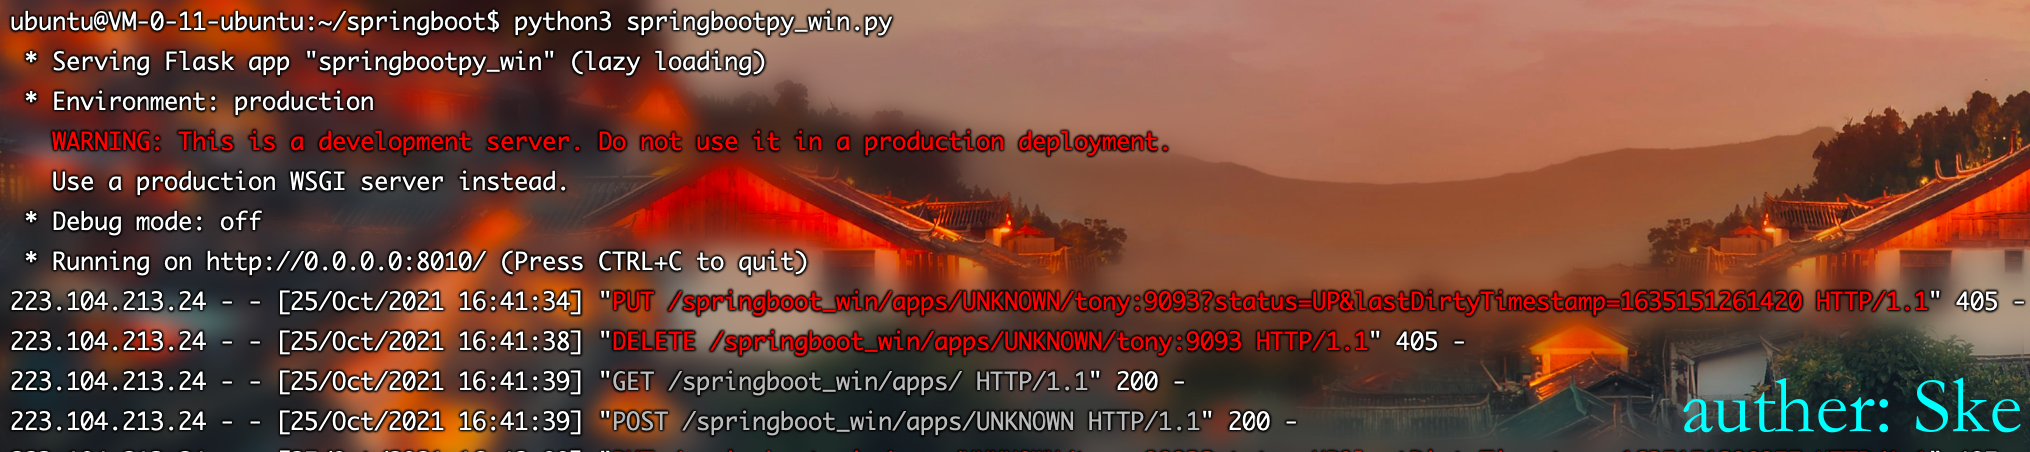 ubuntu@VM-0-11-ubuntu:~/springboot$ python3 springbootpy_win.py
* Serving Flask app "springbootpy_win" (lazy loading)
* Environment: production
WARNING: This is a development server. Do not use it in a production deployment.
Use a production WSGI server instead.
* Debug mode: off
* Running on http://0.0.0.0:8010/ (Press CTRL+C to quit)
223.104.213.24 - - [25/Oct/2021 16:41:34] "PUT /springboot_win/apps/UNKNOWN/tony:9093?status=UP&lastDirtyTimestamp=1635151261420 HTTP/1.1" 405 -
223.104.213.24 - - [25/Oct/2021 16:41:38] "DELETE /springboot_win/apps/UNKNOWN/tony:9093 HTTP/1.1" 405 -
223.104.213.24 - - [25/Oct/2021 16:41:39] "GET /springboot_win/apps/ HTTP/1.1" 200 -
223.104.213.24 - - [25/Oct/2021 16:41:39] "POST /springboot_win/apps/UNKNOWN HTTP/1.1" 200 -
auther: Ske